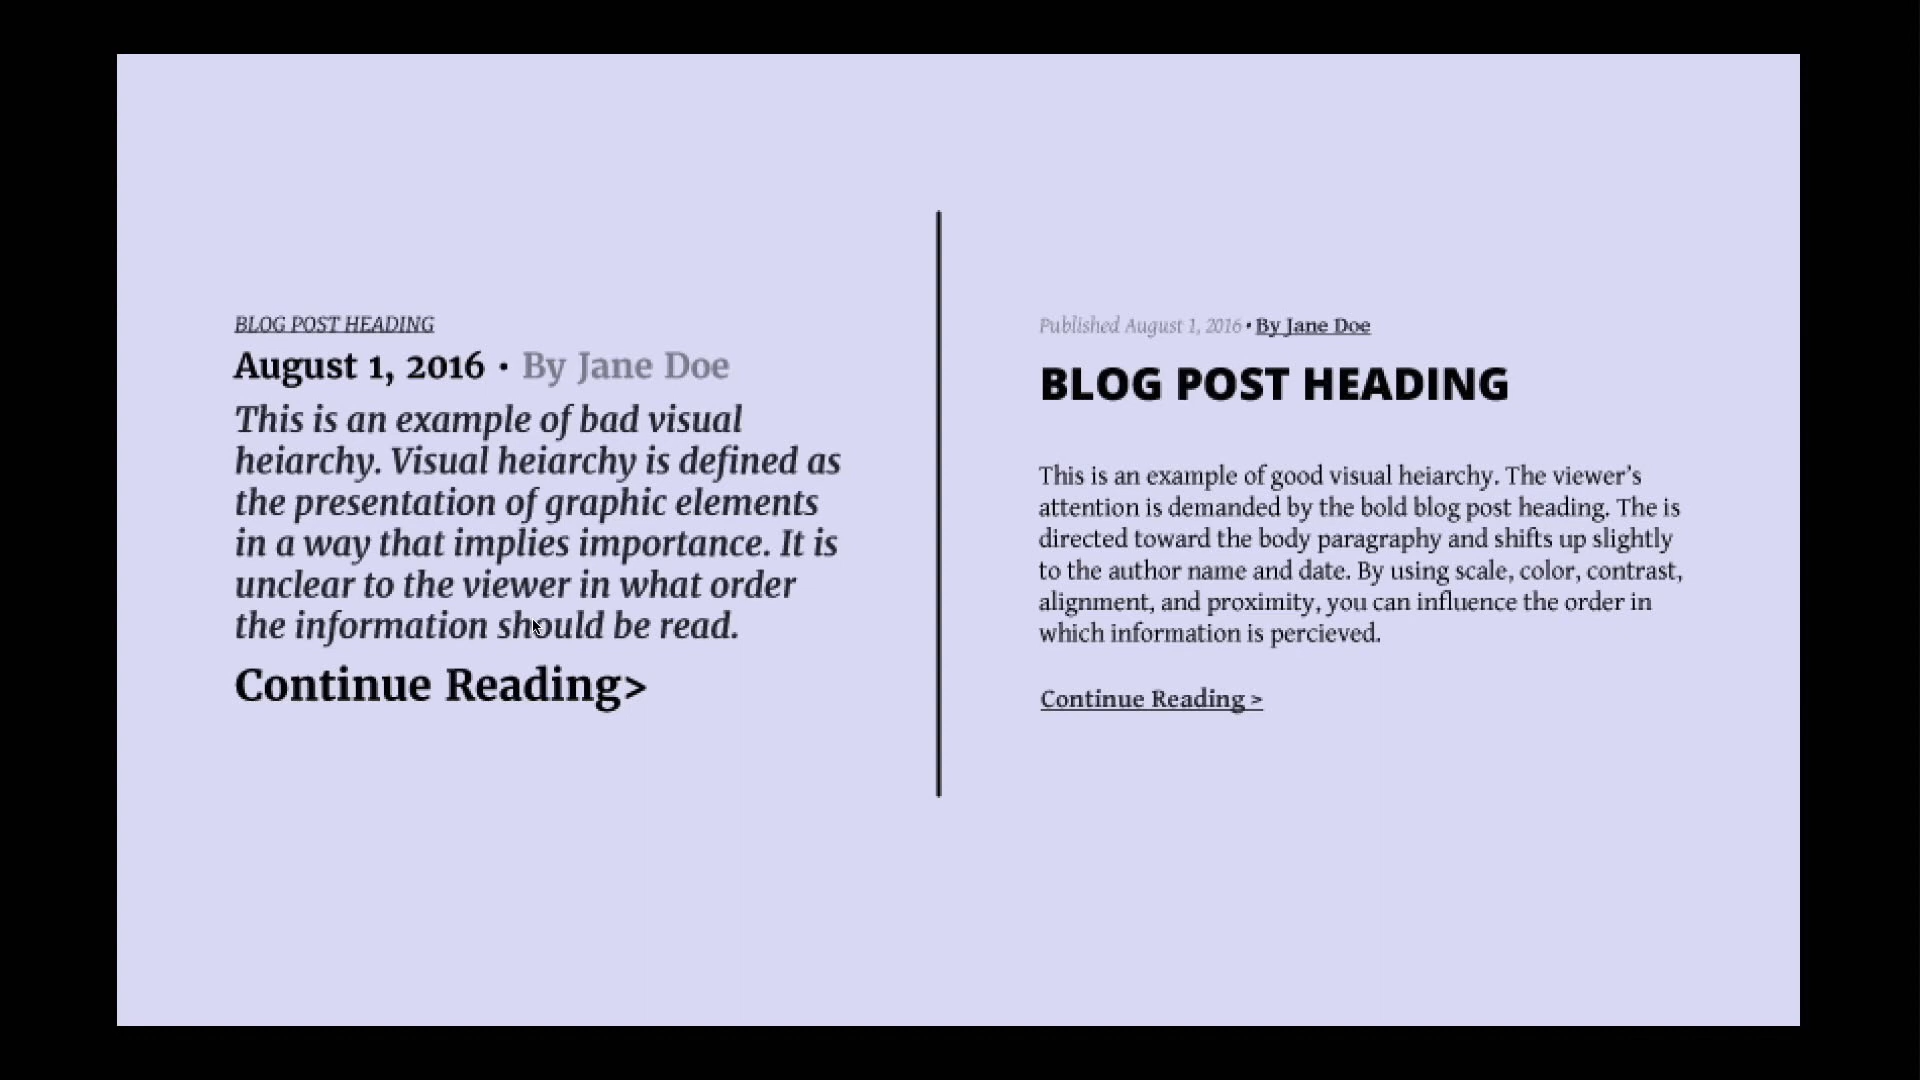 BLOG POST HEADING
August 1, 2016 • By Jane Doe
This is an example of bad visual
heiarchy. Visual heiarchy is defined as
the presentation of graphic elements
in a way that implies importance. It is
unclear to the viewer in what order
the information should be read.
Continue Reading>
Published August 1, 2016 • By Jane Doe
BLOG POST HEADING
This is an example of good visual heiarchy. The viewer’s
attention is demanded by the bold blog post heading. The is
directed toward the body paragraphy and shifts up slightly
to the author name and date. By using scale, color, contrast,
alignment, and proximity, you can influence the order in
which information is percieved.
Continue Reading >